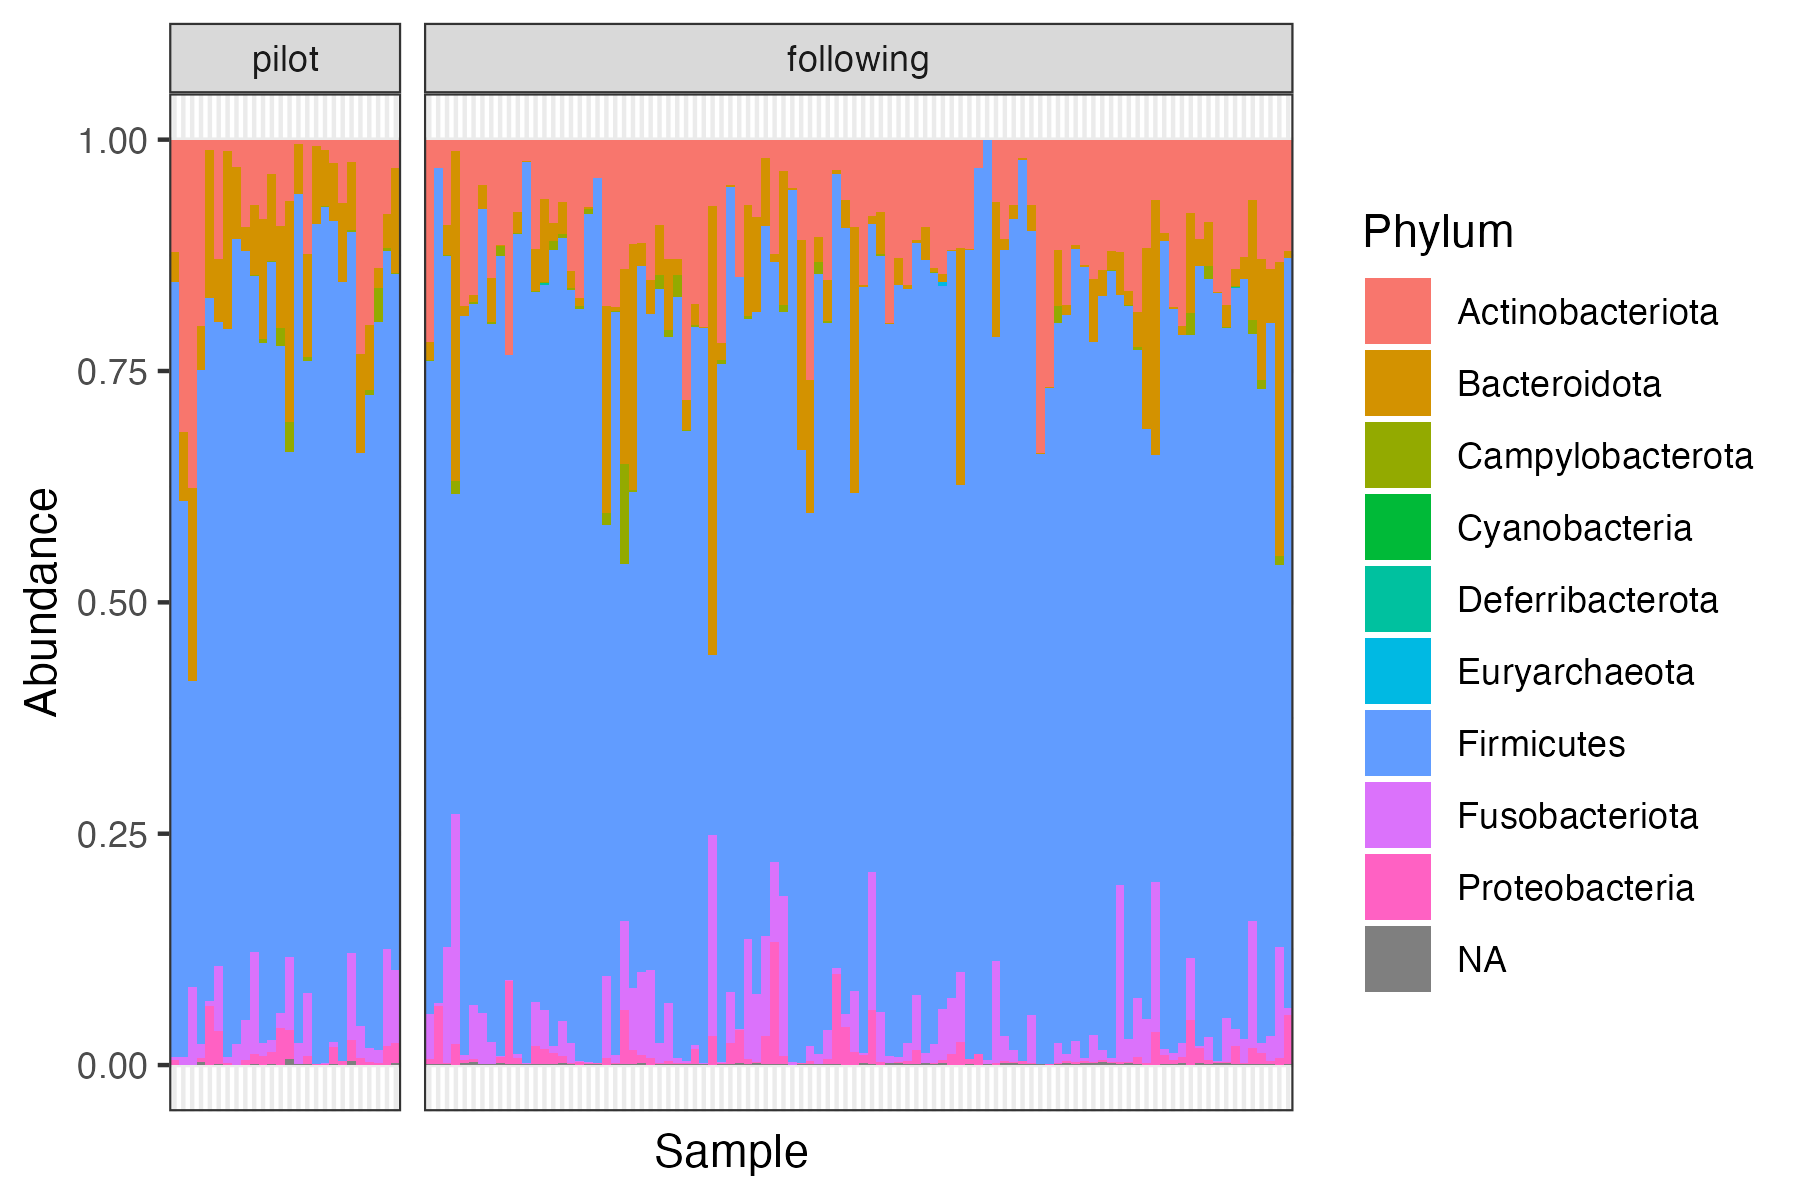 pilot
following
1.00
0.75
0.50
0.25
0.00
Abundance
Sample
Phylum
Actinobacteriota
Bacteroidota
Campylobacterota
Cyanobacteria
Deferribacterota
Euryarchaeota
Firmicutes
Fusobacteriota
Proteobacteria
NA